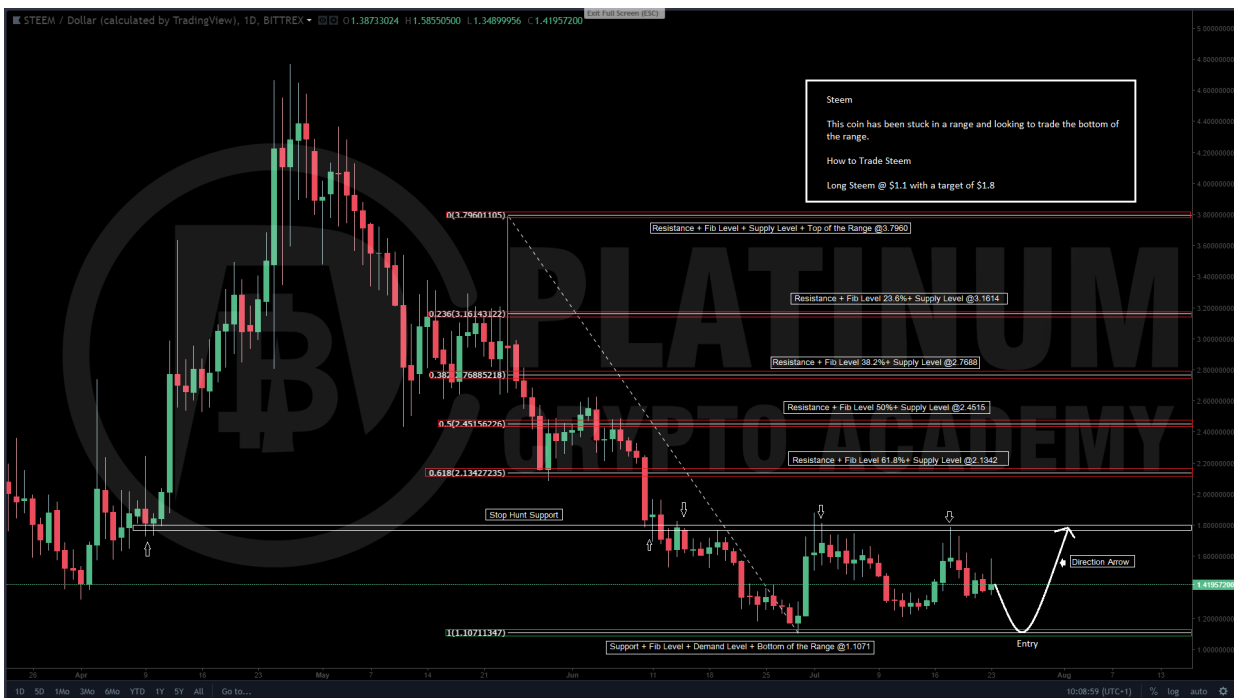 STEEM / Dollar (calculated by TradingView), 1D, BITTREX O1.38733024 H1.58550500 L1.34899956 C1.41957200
Exit Full Screen (ESC)
5.00000000
4.80000000
4.60000000
4.40000000
4.20000000
4.00000000
3.80000000
3.60000000
3.40000000
3.20000000
3.00000000
2.80000000
2.60000000
2.40000000
2.20000000
2.00000000
1.80000000
1.60000000
1.41957200
1.20000000
1.00000000
Steem
This coin has been stuck in a range and looking to trade the bottom of
the range.
How to Trade Steem
Long Steem @ $1.1 with a target of $1.8
0(3.79601105)
Resistance + Fib Level + Supply Level + Top of the Range @3.7960
PLATINUM
CRYPTO ACADEMY
Resistance + Fib Level 23.6%+ Supply Level @3.1614
0.236(3.16143122)
Resistance + Fib Level 38.2%+ Supply Level @2.7688
0.382(2.76885218)
Resistance + Fib Level 50%+ Supply Level @2.4515
0.5(2.45156226)
Resistance + Fib Level 61.8%+ Supply Level @2.1342
0.618(2.13427235)
Stop Hunt Support
Direction Arrow
1(1.10711347)
Support + Fib Level + Demand Level + Bottom of the Range @1.1071
Entry
26 Apr 9 16 23 May 7 14 21 Jun 11 18 25 Jul 9 16 23 Aug 7 13
1D 5D 1Mo 3Mo 6Mo YTD 1Y 5Y All Go to... 10:08:59 (UTC+1) % log auto